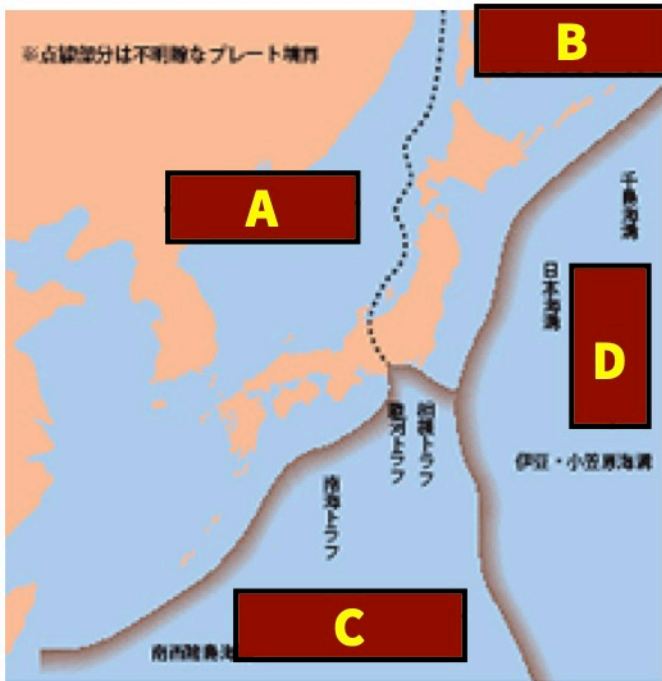 B
※点線部分は不明瞭なプレート境界
A
千島海溝
日本海溝
D
相模トラフ
駿河トラフ
伊豆・小笠原海溝
南海トラフ
C
南西諸島海